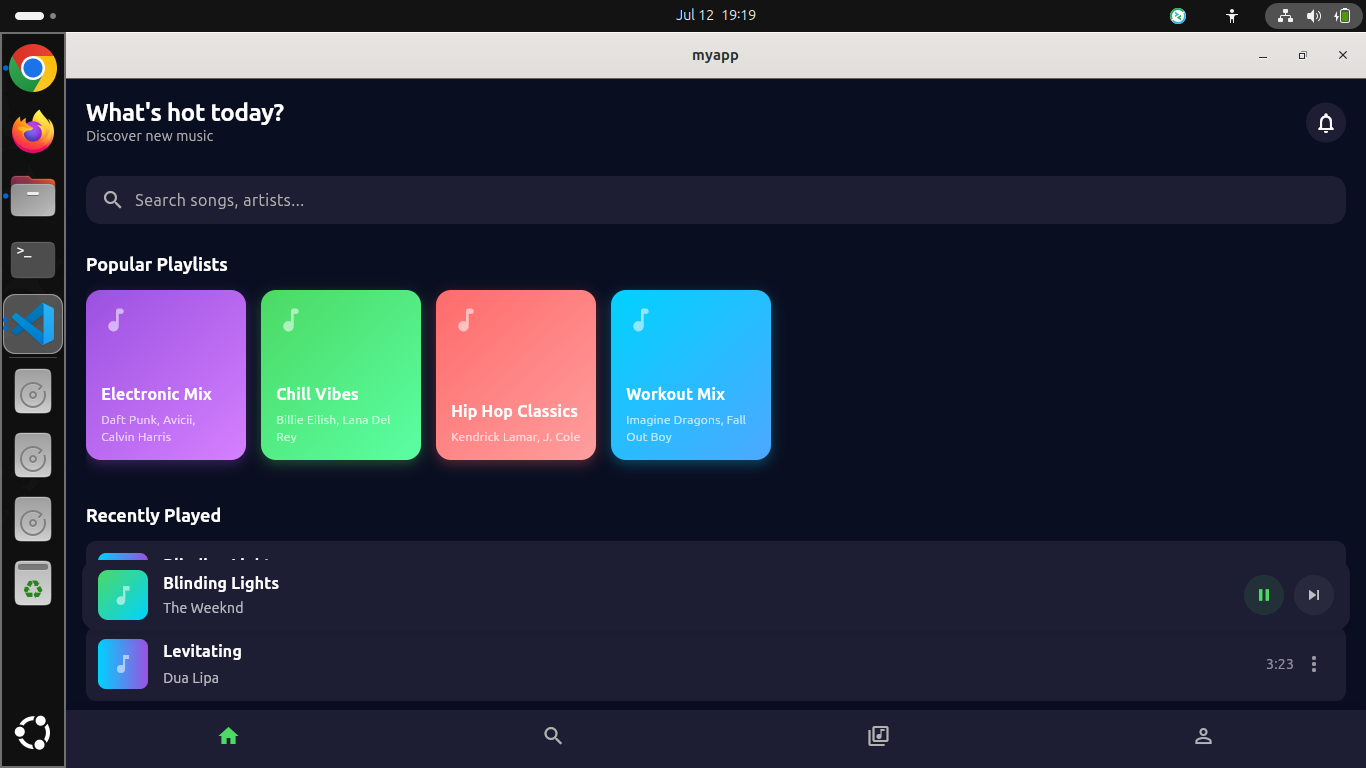 Jul 12 19:19
myapp
What's hot today?
Discover new music
Search songs, artists...
Popular Playlists
Electronic Mix
Daft Punk, Avicii,
Calvin Harris
Chill Vibes
Billie Eilish, Lana Del
Rey
Hip Hop Classics
Kendrick Lamar, J. Cole
Workout Mix
Imagine Dragons, Fall
Out Boy
Recently Played
Blinding Lights
The Weeknd
Levitating
Dua Lipa
3:23